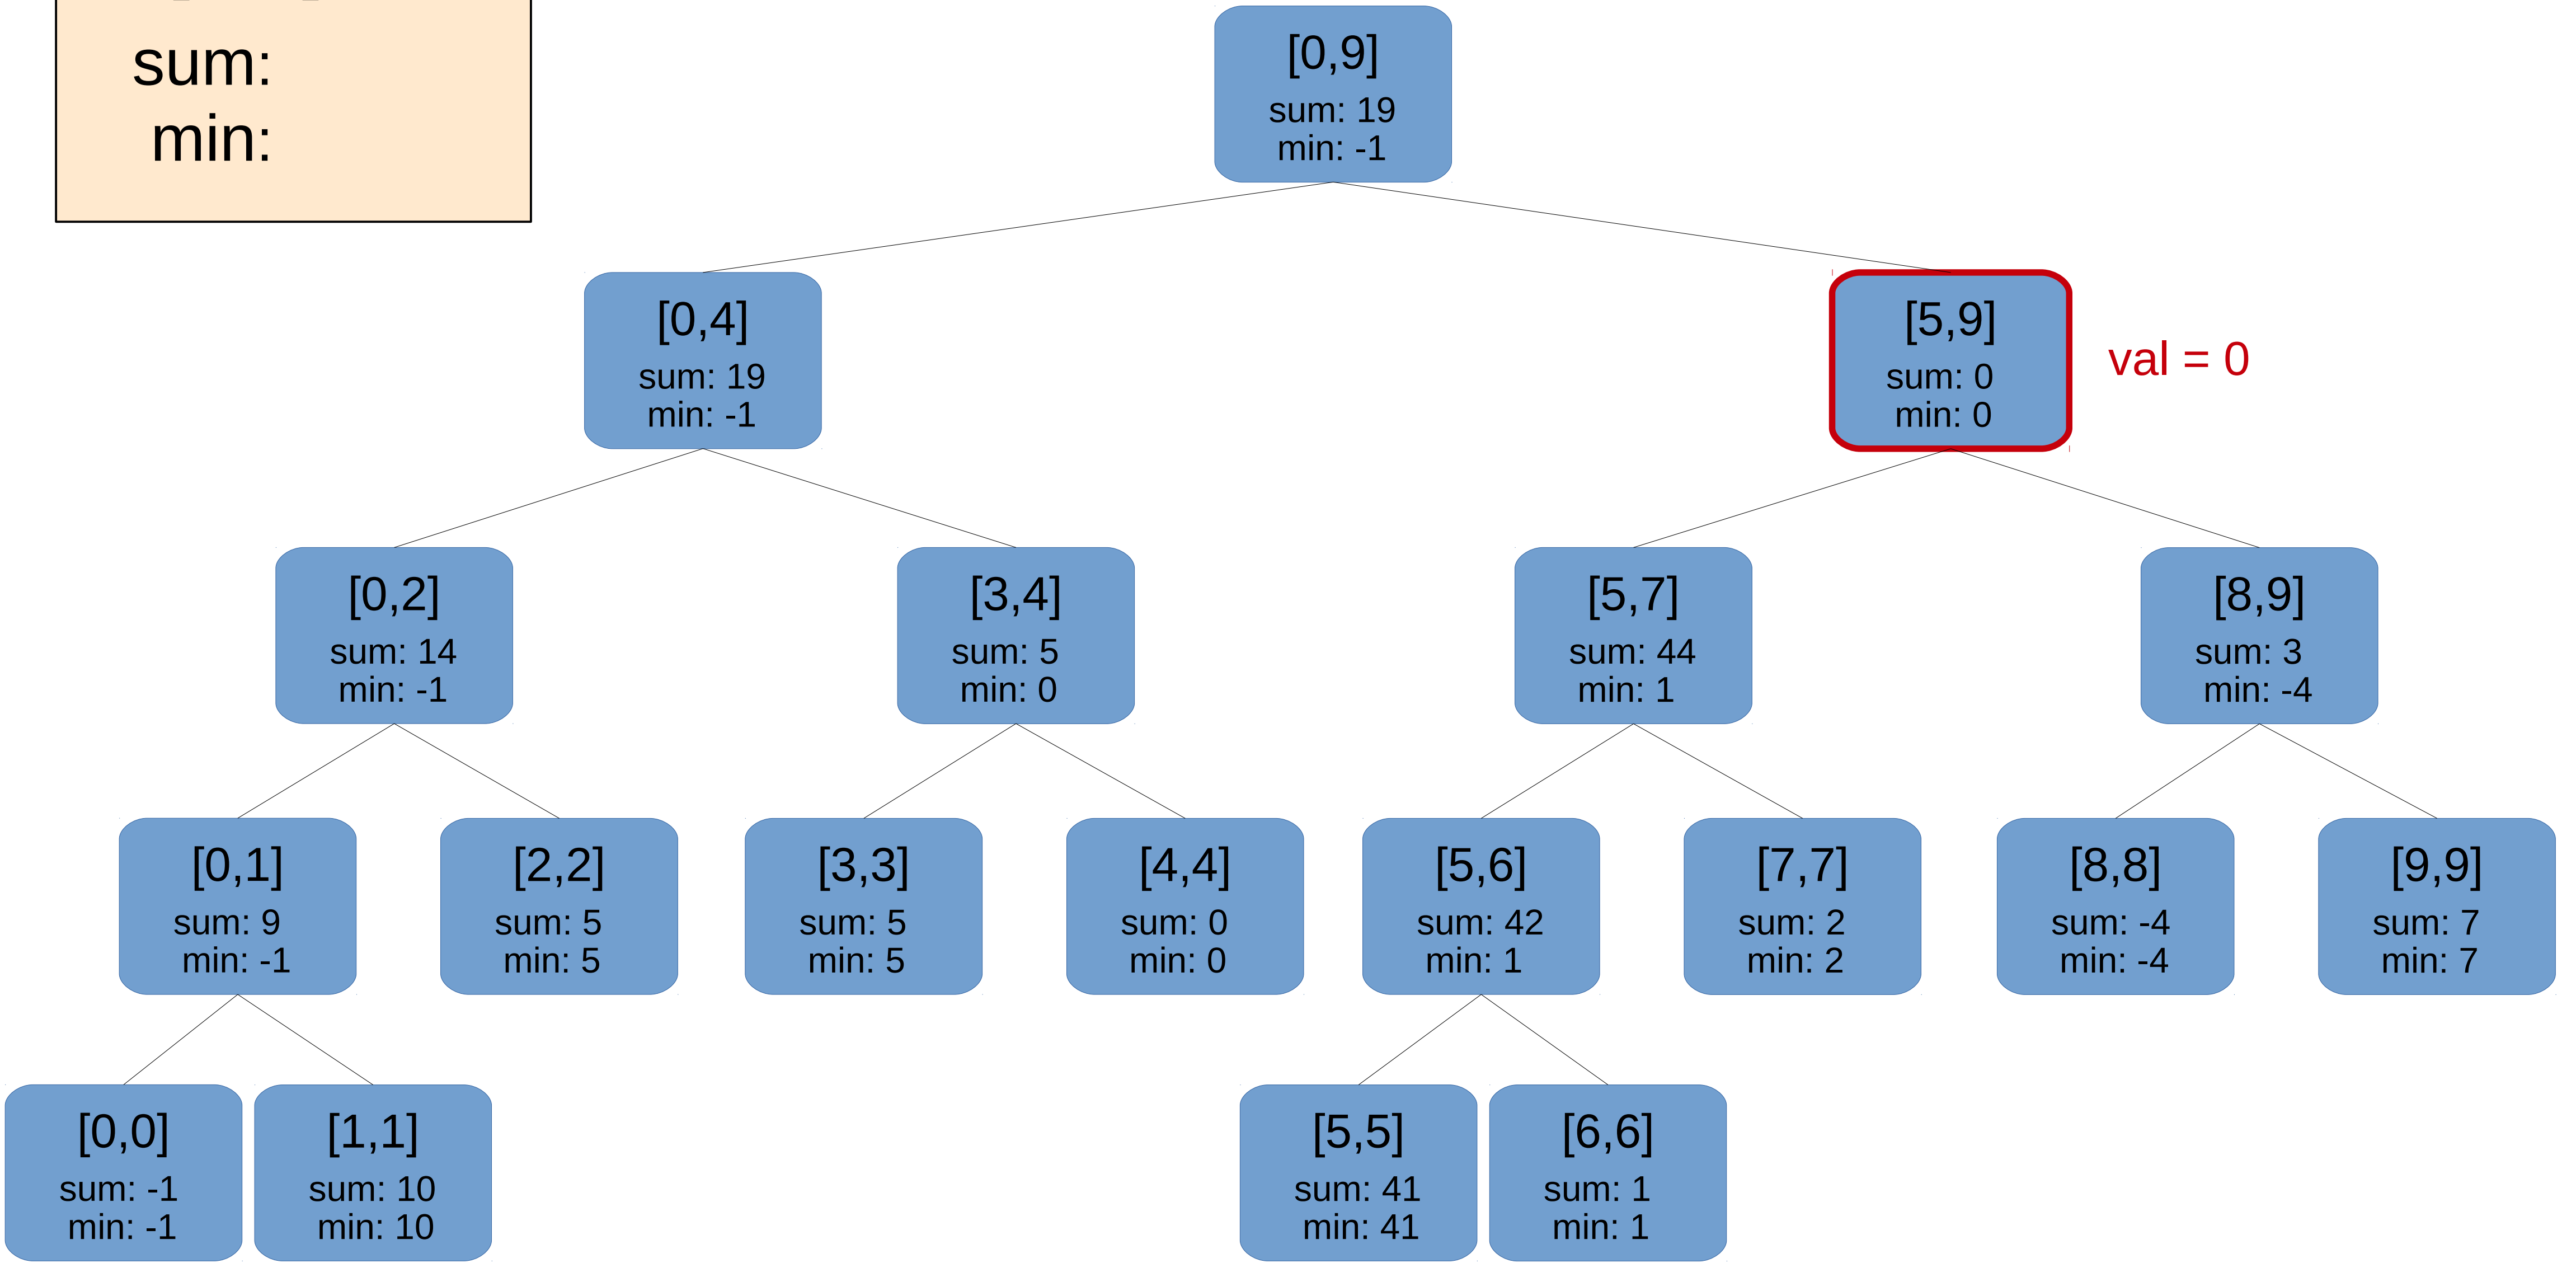 sum:
min:
[0,9]
sum: 19
min: -1
[0,4]
sum: 19
min: -1
[5,9]
sum: 0
min: 0
val = 0
[0,2]
sum: 14
min: -1
[3,4]
sum: 5
min: 0
[5,7]
sum: 44
min: 1
[8,9]
sum: 3
min: -4
[0,1]
sum: 9
min: -1
[2,2]
sum: 5
min: 5
[3,3]
sum: 5
min: 5
[4,4]
sum: 0
min: 0
[5,6]
sum: 42
min: 1
[7,7]
sum: 2
min: 2
[8,8]
sum: -4
min: -4
[9,9]
sum: 7
min: 7
[0,0]
sum: -1
min: -1
[1,1]
sum: 10
min: 10
[5,5]
sum: 41
min: 41
[6,6]
sum: 1
min: 1